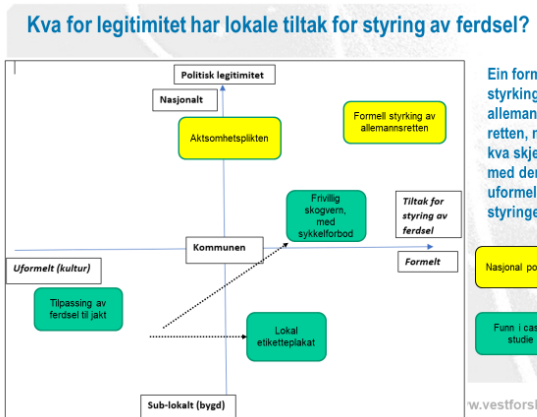 Kva for legitimitet har lokale tiltak for styring av ferdsel?
Politisk legitimitet
Nasjonalt
Aktsomhetsplikten
Formell styrking av
allemannsretten
Frivillig
skogvern,
med
sykkelforbod
Tiltak for
styring av
ferdsel
Kommunen
Uformelt (kultur)
Formelt
Tilpassing av
ferdsel til jakt
Lokal
etiketteplakat
Sub-lokalt (bygd)
Ein form
styrking
alleman
retten, 
kva skje
med der
uformel
styringe
Nasjonal po
Funn i cas
studie
w.vestforsl